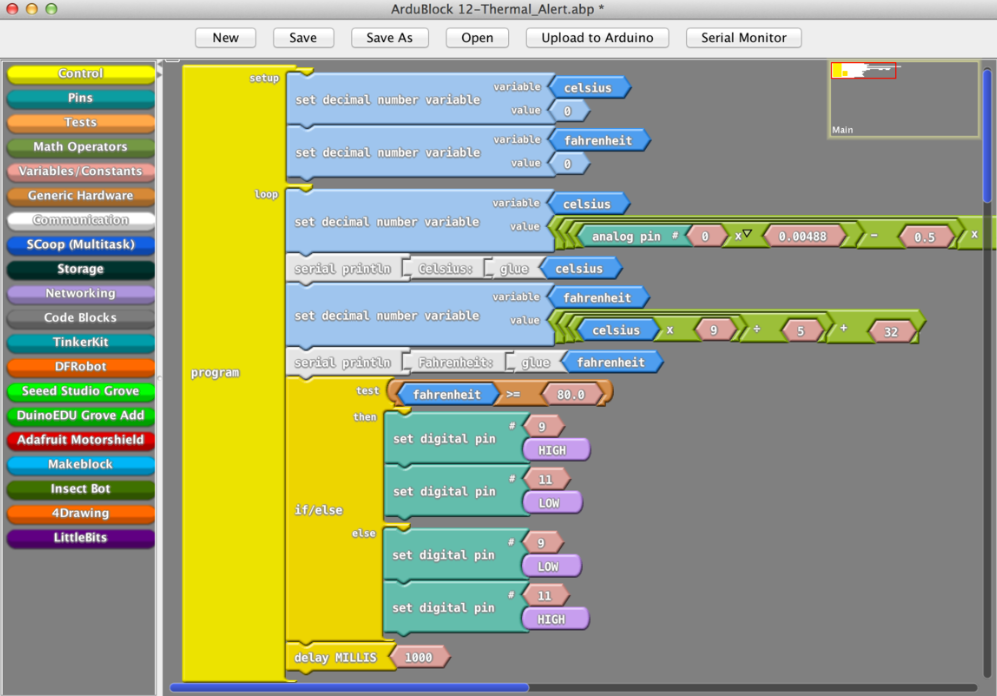 ArduBlock 12-Thermal_Alert.abp *
New Save Save As Open Upload to Arduino Serial Monitor
Control
Pins
Tests
Math Operators
Variables/Constants
Generic Hardware
Communication
SCoop (Multitask)
Storage
Networking
Code Blocks
TinkerKit
DFRobot
Seeed Studio Grove
DuinoEDU Grove Add
Adafruit Motorshield
Makeblock
Insect Bot
4Drawing
LittleBits
Main
program
setup
set decimal number variable variable celsius
value 0
set decimal number variable variable fahrenheit
value 0
loop
set decimal number variable variable celsius
value analog pin # 0 x 0.00488 - 0.5 x
serial println Celsius: glue celsius
set decimal number variable variable fahrenheit
value celsius x 9 ÷ 5 + 32
serial println Fahrenheit: glue fahrenheit
if/else
test fahrenheit >= 80.0
then
set digital pin # 9
HIGH
set digital pin # 11
LOW
else
set digital pin # 9
LOW
set digital pin # 11
HIGH
delay MILLIS 1000